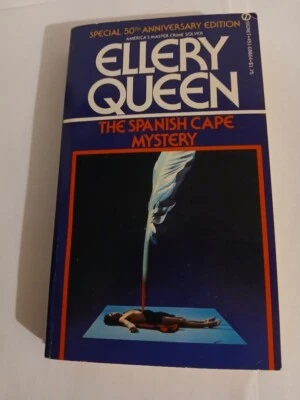 SPECIAL 50TH ANNIVERSARY EDITION
AMERICA'S MASTER CRIME SOLVER
ELLERY
QUEEN
THE SPANISH CAPE
MYSTERY